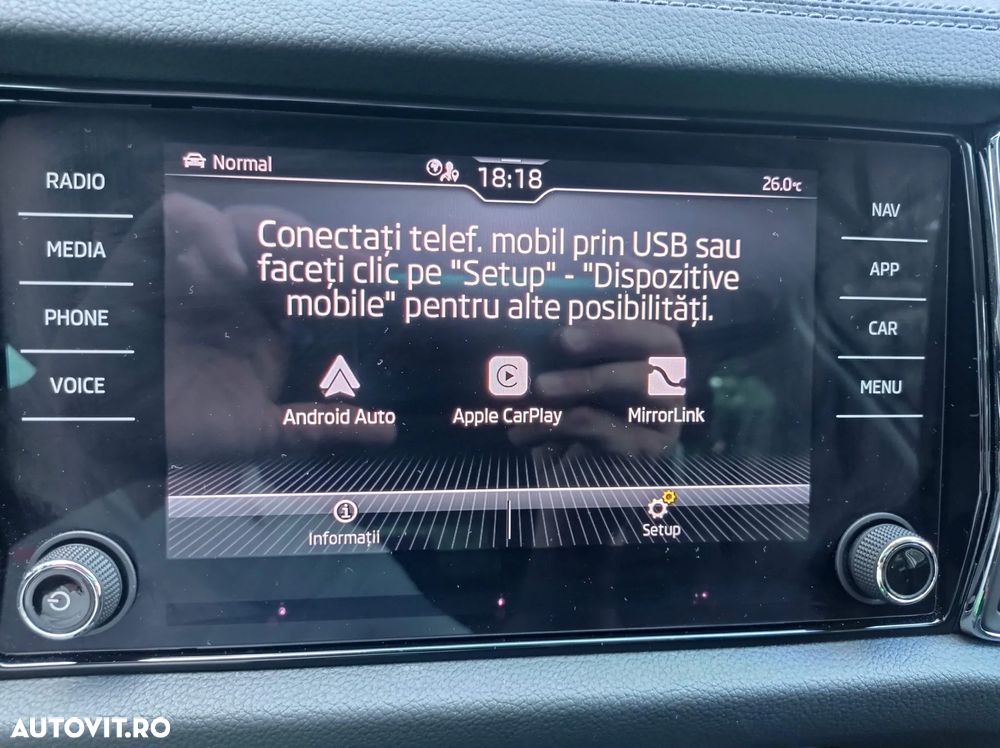 RADIO
MEDIA
PHONE
VOICE
Normal
18:18
26.0°C
Conectați telef. mobil prin USB sau
faceți clic pe "Setup" - "Dispozitive
mobile" pentru alte posibilități.
Android Auto
Apple CarPlay
MirrorLink
Informații
Setup
NAV
APP
CAR
MENU
AUTOVIT.RO